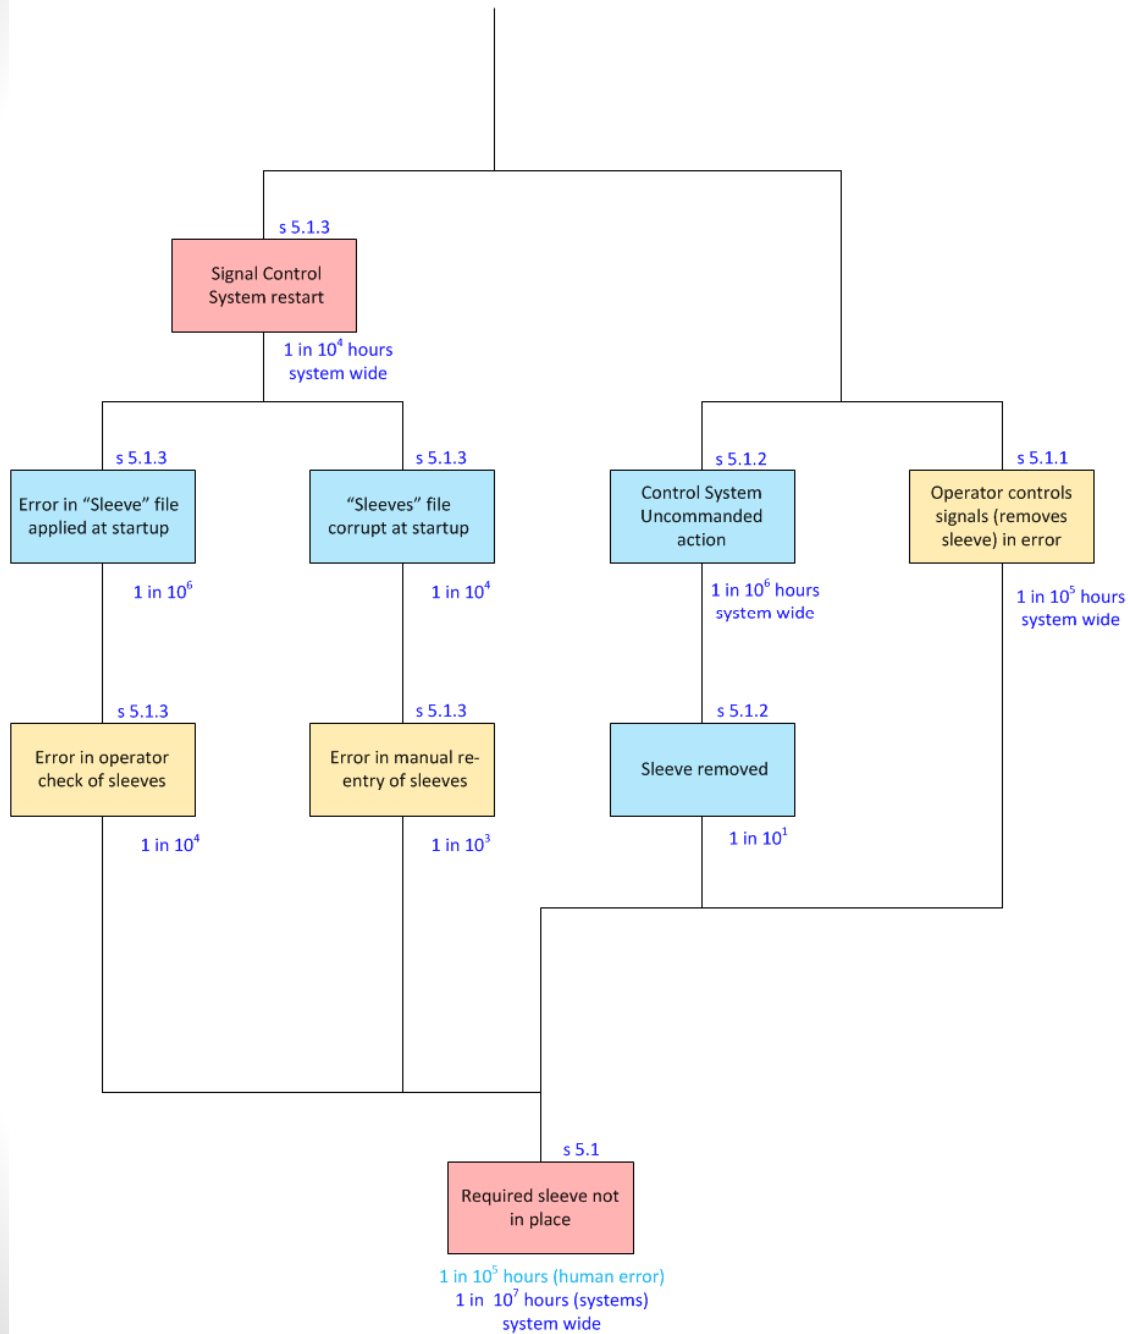 s 5.1.3
Signal Control
System restart
1 in 10⁴ hours
system wide
s 5.1.3
Error in “Sleeve” file
applied at startup
1 in 10⁶
s 5.1.3
“Sleeves” file
corrupt at startup
1 in 10⁴
s 5.1.2
Control System
Uncommanded
action
1 in 10⁶ hours
system wide
s 5.1.1
Operator controls
signals (removes
sleeve) in error
1 in 10⁵ hours
system wide
s 5.1.3
Error in operator
check of sleeves
1 in 10⁴
s 5.1.3
Error in manual re-
entry of sleeves
1 in 10³
s 5.1.2
Sleeve removed
1 in 10¹
s 5.1
Required sleeve not
in place
1 in 10⁵ hours (human error)
1 in 10⁷ hours (systems)
system wide